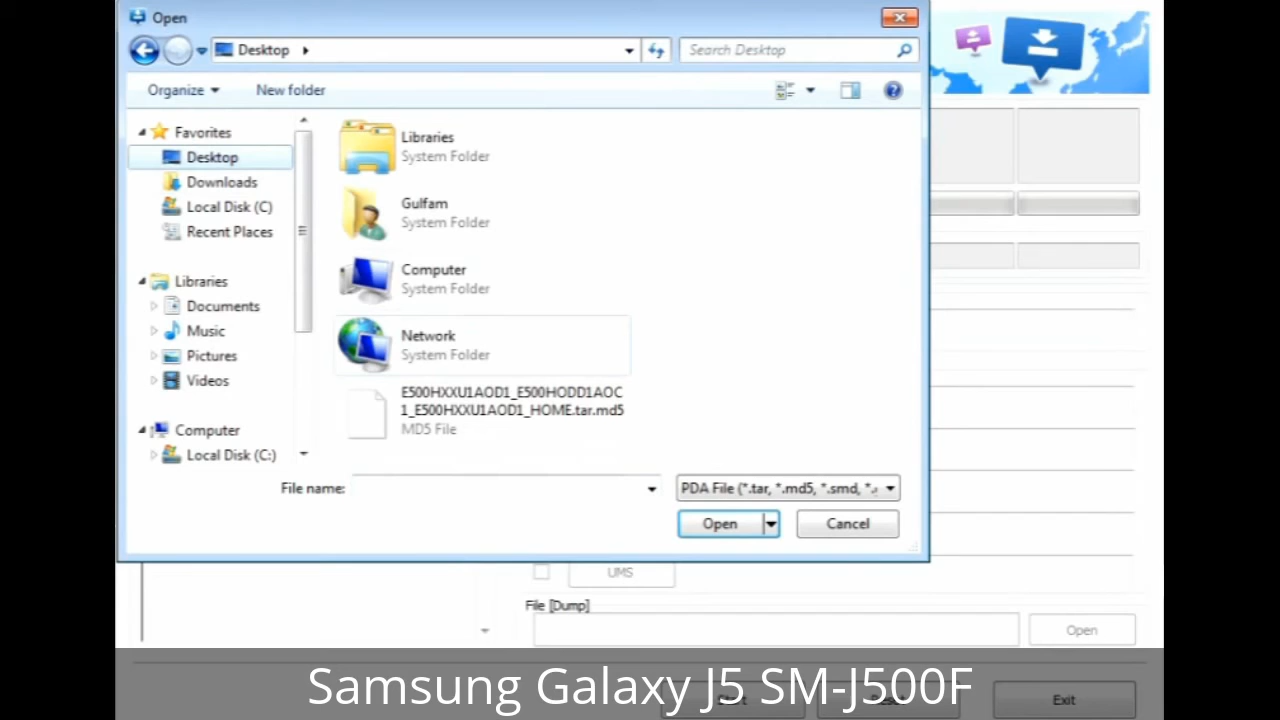 Open
Desktop
Search Desktop
Organize
New folder
Favorites
Desktop
Downloads
Local Disk (C)
Recent Places
Libraries
Documents
Music
Pictures
Videos
Computer
Local Disk (C:)
Libraries
System Folder
Gulfam
System Folder
Computer
System Folder
Network
System Folder
E500HXXU1AOD1_E500HODD1AOC
1_E500HXXU1AOD1_HOME.tar.md5
MD5 File
File name:
PDA File (*.tar, *.md5, *.smd, *.
Open
Cancel
UMS
File [Dump]
Open
Start
Reset
Exit
Samsung Galaxy J5 SM-J500F